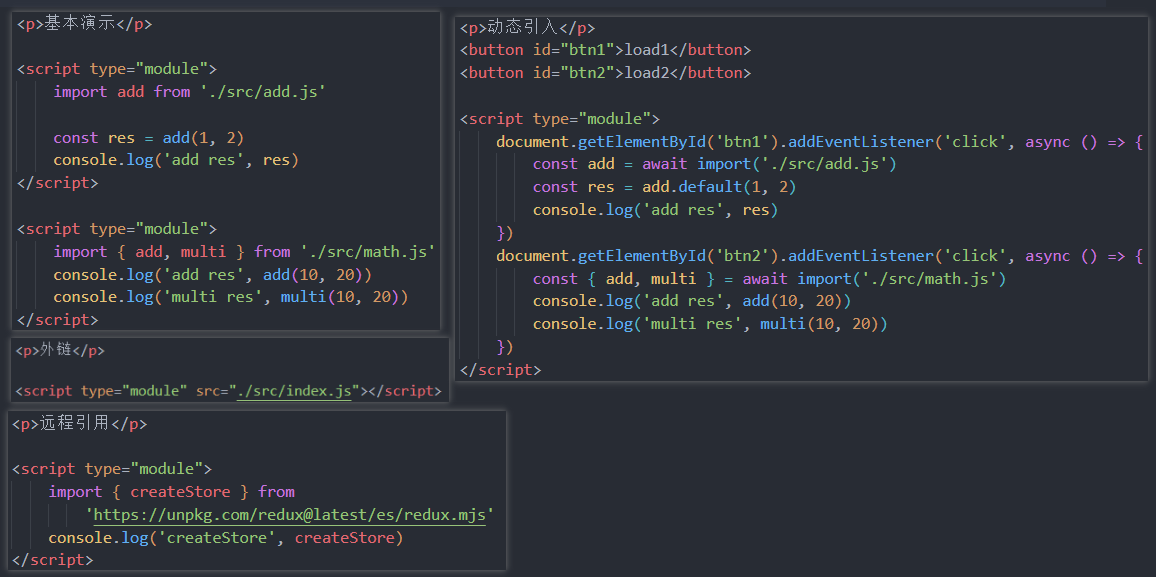 <p>基本演示</p>
<script type="module">
import add from './src/add.js'
const res = add(1, 2)
console.log('add res', res)
</script>
<script type="module">
import { add, multi } from './src/math.js'
console.log('add res', add(10, 20))
console.log('multi res', multi(10, 20))
</script>
<p>外链</p>
<script type="module" src="./src/index.js"></script>
<p>远程引用</p>
<script type="module">
import { createStore } from
'https://unpkg.com/redux@latest/es/redux.mjs'
console.log('createStore', createStore)
</script>
<p>动态引入</p>
<button id="btn1">load1</button>
<button id="btn2">load2</button>
<script type="module">
document.getElementById('btn1').addEventListener('click', async () => {
const add = await import('./src/add.js')
const res = add.default(1, 2)
console.log('add res', res)
})
document.getElementById('btn2').addEventListener('click', async () => {
const { add, multi } = await import('./src/math.js')
console.log('add res', add(10, 20))
console.log('multi res', multi(10, 20))
})
</script>